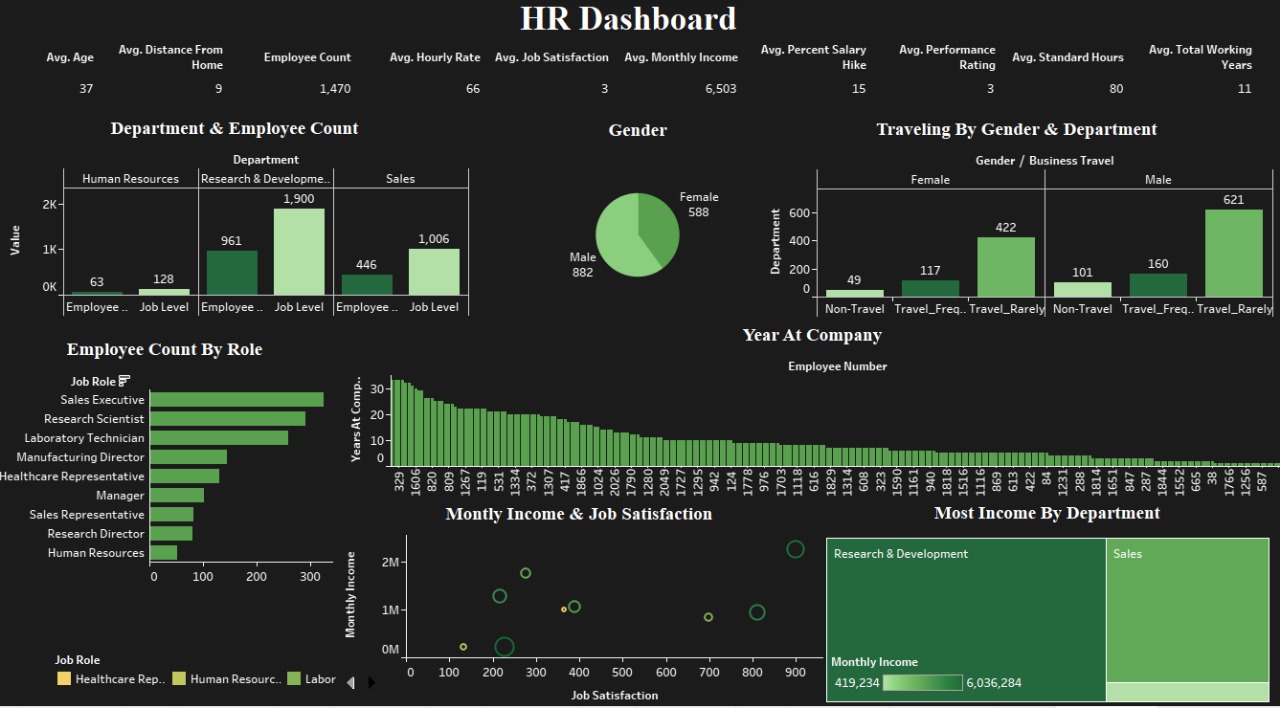 HR Dashboard
Avg. Age
Avg. Distance From
Home
Employee Count
Avg. Hourly Rate
Avg. Job Satisfaction
Avg. Monthly Income
Avg. Percent Salary
Hike
Avg. Performance
Rating
Avg. Standard Hours
Avg. Total Working
Years
37
9
1,470
66
3
6,503
15
3
80
11
Department & Employee Count
Department
Human Resources
Research & Developme..
Sales
Value
2K
1K
0K
63
128
961
1,900
446
1,006
Employee ..
Job Level
Employee ..
Job Level
Employee ..
Job Level
Gender
Female
588
Male
882
Traveling By Gender & Department
Gender / Business Travel
Female
Male
Department
600
400
200
0
49
117
422
101
160
621
Non-Travel
Travel_Freq..
Travel_Rarely
Non-Travel
Travel_Freq..
Travel_Rarely
Employee Count By Role
Job Role
Sales Executive
Research Scientist
Laboratory Technician
Manufacturing Director
Healthcare Representative
Manager
Sales Representative
Research Director
Human Resources
0
100
200
300
Year At Company
Employee Number
Years At Comp..
30
20
10
0
329
1606
820
809
1267
119
531
1334
372
1307
417
1866
1024
2026
1790
1280
2049
1727
1295
942
124
1778
976
1703
1118
616
1829
1314
608
323
1590
1161
940
1818
1516
1116
869
613
422
84
1231
288
1814
1651
847
287
1844
1552
665
38
1766
1256
587
Montly Income & Job Satisfaction
Monthly Income
2M
1M
0M
0
100
200
300
400
500
600
700
800
900
Job Satisfaction
Most Income By Department
Research & Development
Sales
Monthly Income
419,234
6,036,284
Job Role
Healthcare Rep..
Human Resourc..
Labor